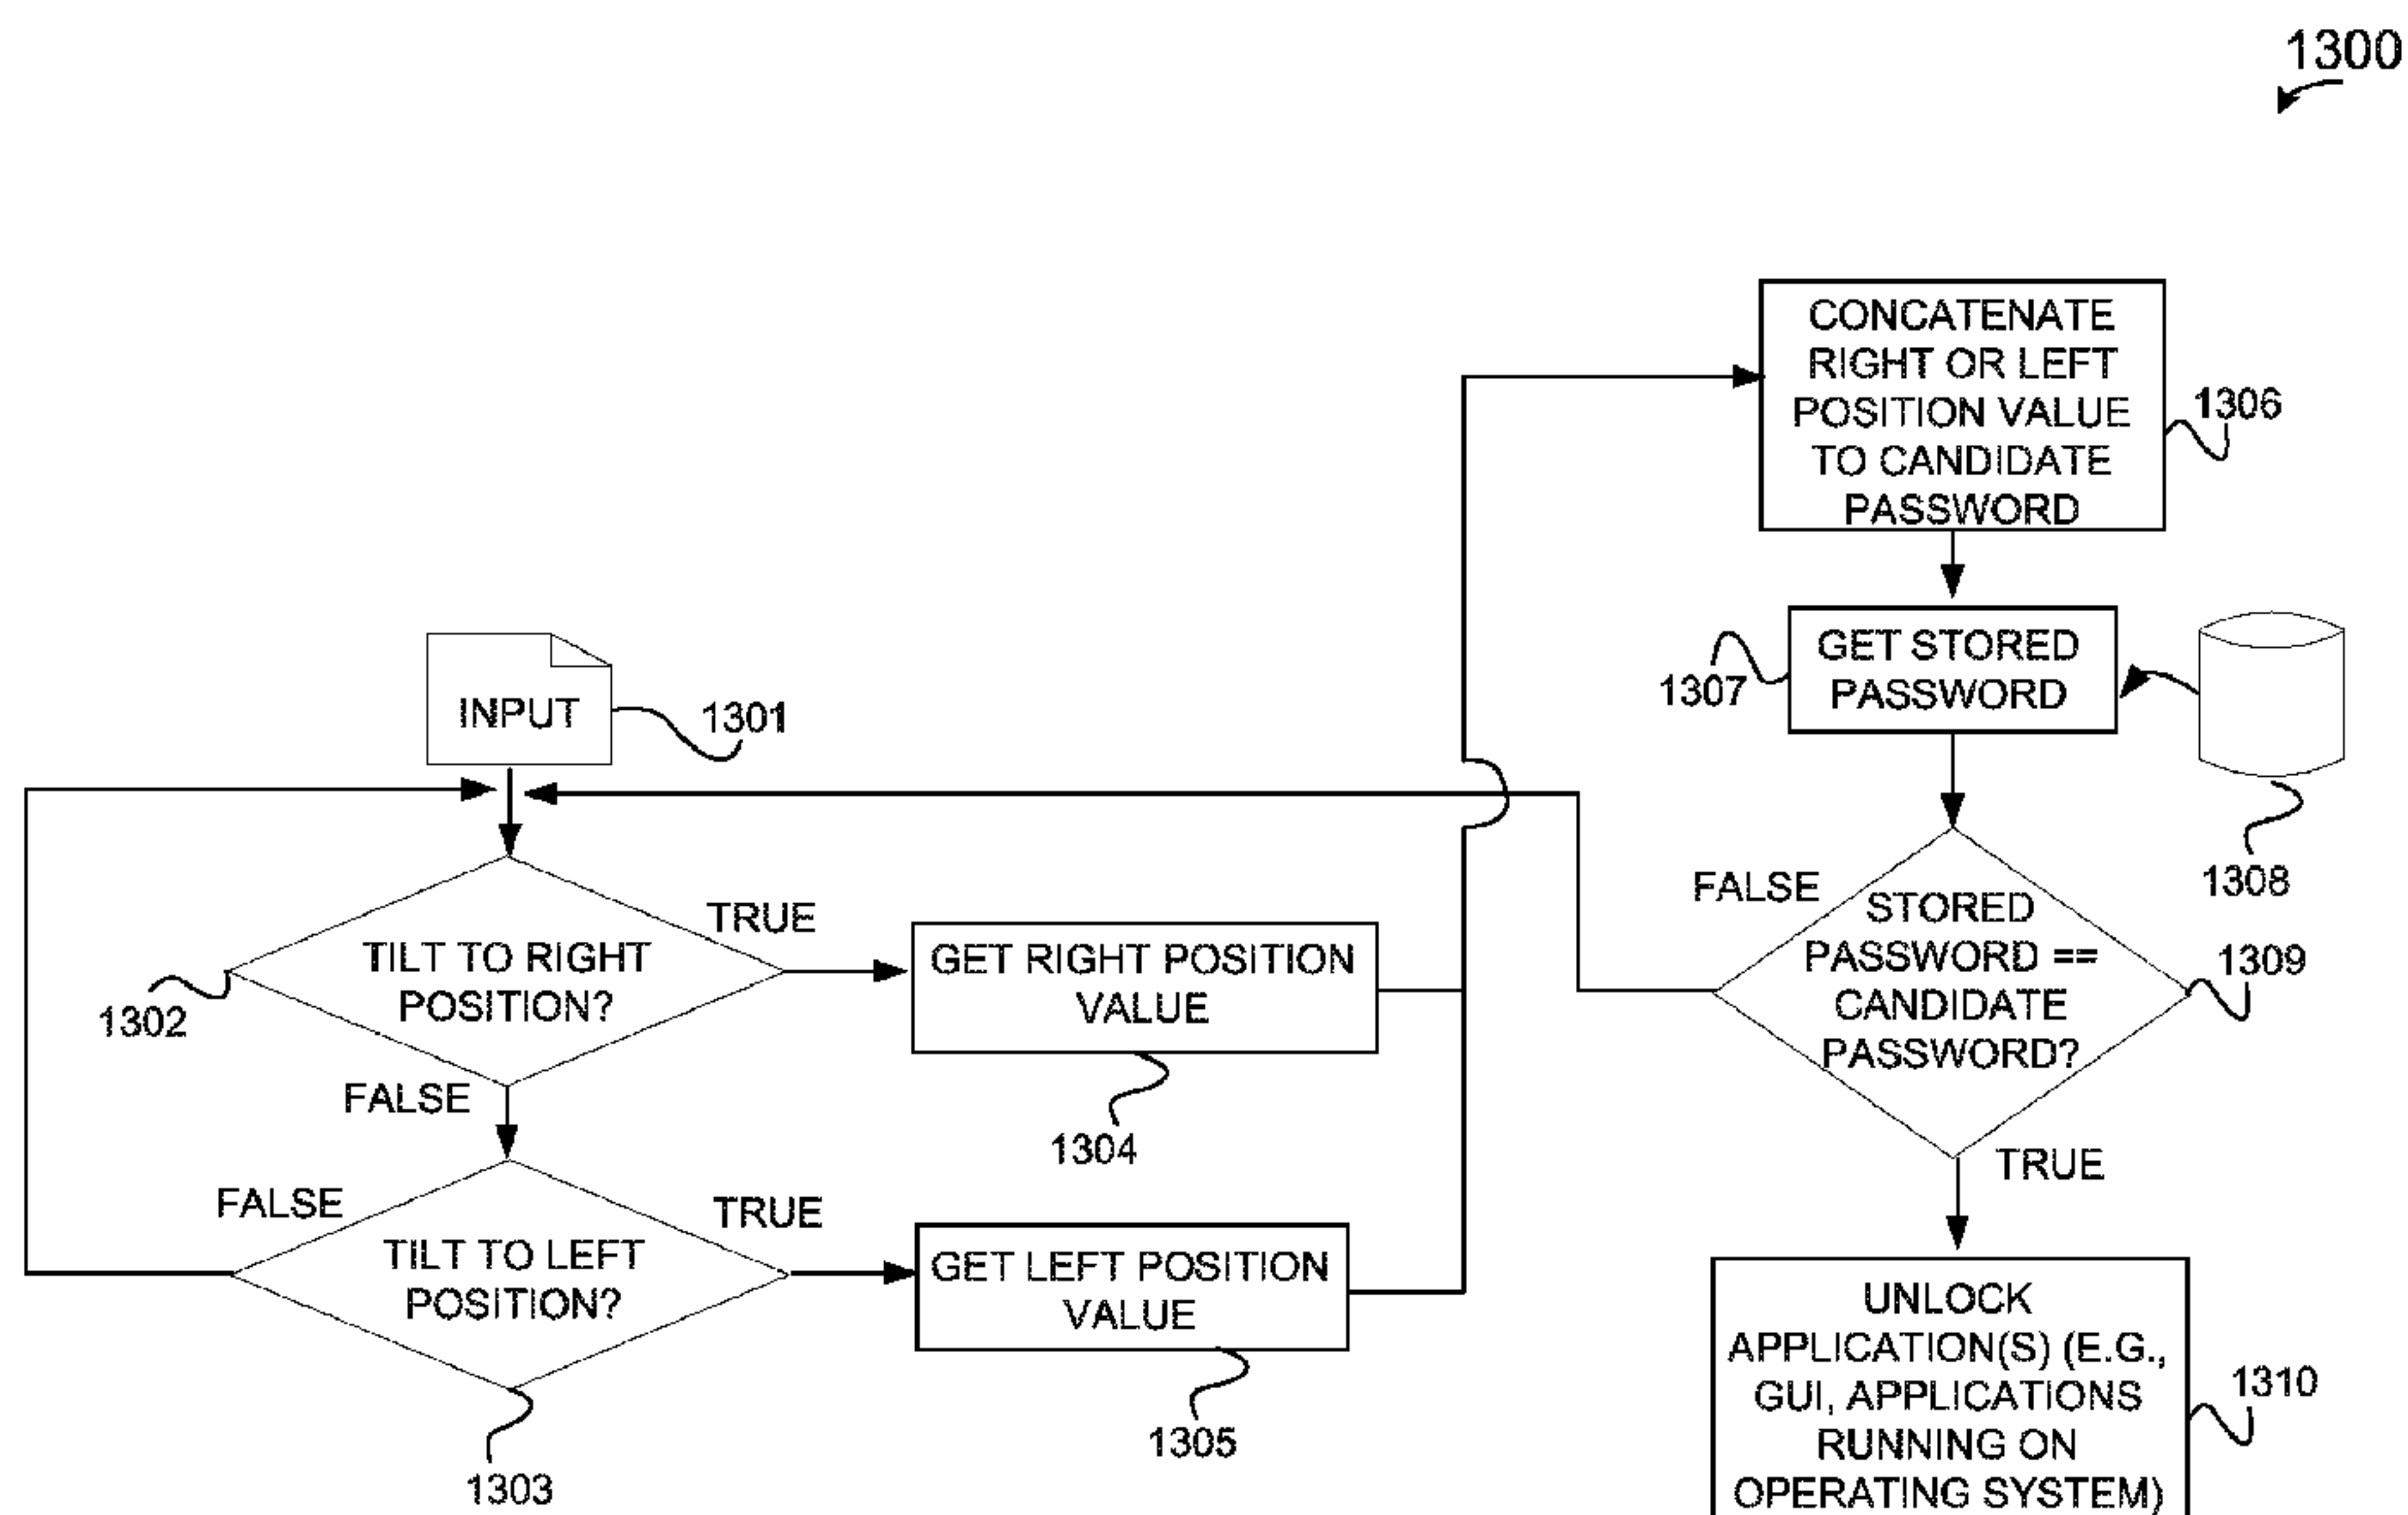 1300
CONCATENATE
RIGHT OR LEFT
POSITION VALUE
TO CANDIDATE
PASSWORD
1306
GET STORED
PASSWORD
1307
1308
INPUT
1301
TILT TO RIGHT
POSITION?
TRUE
FALSE
1302
GET RIGHT POSITION
VALUE
1304
TILT TO LEFT
POSITION?
FALSE
TRUE
1303
GET LEFT POSITION
VALUE
1305
FALSE
STORED
PASSWORD ==
CANDIDATE
PASSWORD?
1309
TRUE
UNLOCK
APPLICATION(S) (E.G.,
GUI, APPLICATIONS
RUNNING ON
OPERATING SYSTEM)
1310